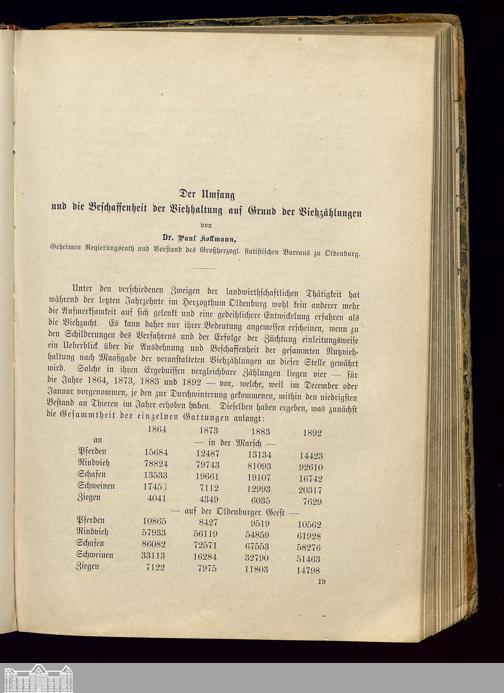 Der Umfang
und die Beschaffenheit der Viehhaltung auf Grund der Viehzählungen
von
Dr. Paul Kollmann,
Geheimen Regierungsrath und Vorstand des Großherzogl. statistischen Bureaus zu Oldenburg.
Unter den verschiedenen Zweigen der landwirthschaftlichen Thätigkeit hat
während der letzten Jahrzehnte im Herzogthum Oldenburg wohl kein anderer mehr
die Aufmerksamkeit auf sich gelenkt und eine gedeihlichere Entwickelung erfahren als
die Viehzucht. Es kann daher nur ihrer Bedeutung angemessen erscheinen, wenn zu
den Schilderungen des Verfahrens und der Erfolge der Züchtung einleitungsweise
ein Ueberblick über die Ausdehnung und Beschaffenheit der gesammten Nutzvieh-
haltung nach Maaßgabe der veranstalteten Viehzählungen an dieser Stelle gewährt
wird. Solche in ihren Ergebnissen vergleichbare Zählungen liegen vier — für
die Jahre 1864, 1873, 1883 und 1892 — vor, welche, weil im December oder
Januar vorgenommen, je den zur Durchwinterung gekommenen, mithin den niedrigsten
Bestand an Thieren im Jahre erhoben haben. Dieselben haben ergeben, was zunächst
die Gesammtheit der einzelnen Gattungen anlangt:
1864 1873 1883 1892
an — in der Marsch —
Pferden 15684 12487 13134 14423
Rindvieh 78824 79743 81093 92610
Schafen 13533 19661 19107 16742
Schweinen 1745 7112 12993 20317
Ziegen 4041 4349 6035 7629
— auf der Oldenburger Geest —
Pferden 10865 8427 9519 10562
Rindvieh 57933 56119 54859 61928
Schafen 86082 72571 67553 58276
Schweinen 33113 16284 32790 51463
Ziegen 7122 7975 11803 14798
19